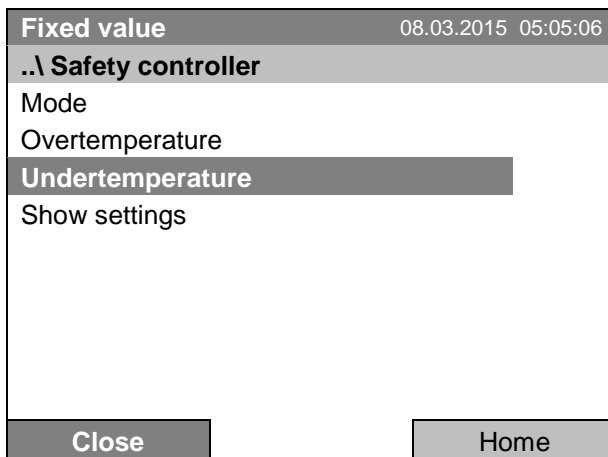 Fixed value 08.03.2015 05:05:06
..\ Safety controller
Mode
Overtemperature
Undertemperature
Show settings
Close Home